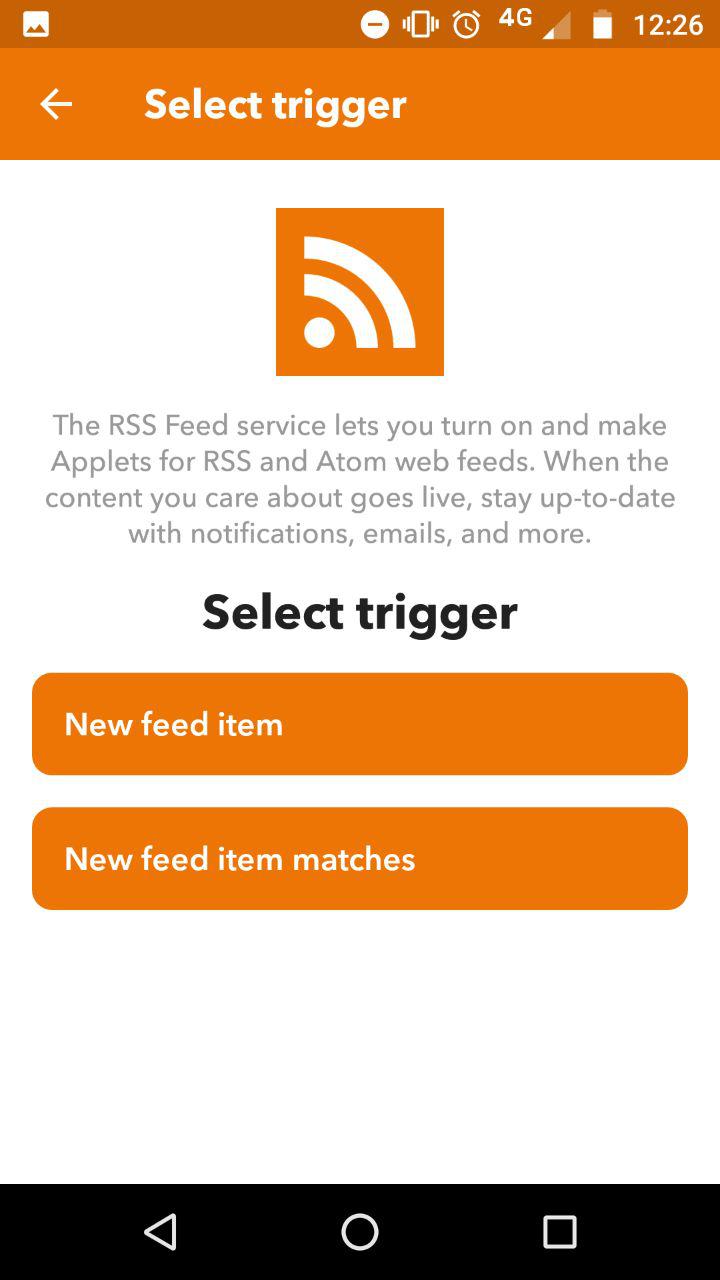 4G 12:26
Select trigger
The RSS Feed service lets you turn on and make
Applets for RSS and Atom web feeds. When the
content you care about goes live, stay up-to-date
with notifications, emails, and more.
Select trigger
New feed item
New feed item matches